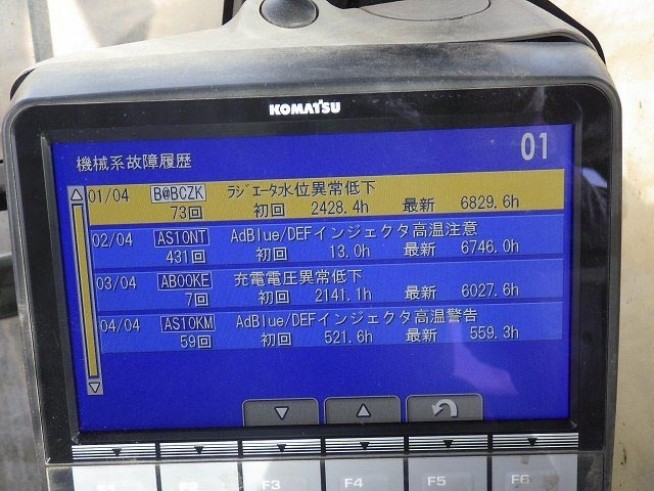 KOMATSU
機械系故障履歴 01
01/04 B@BCZK ラジエータ水位異常低下
73回 初回 2428.4h 最新 6829.6h
02/04 AS10NT AdBlue/DEFインジェクタ高温注意
431回 初回 13.0h 最新 6746.0h
03/04 AB00KE 充電電圧異常低下
7回 初回 2141.1h 最新 6027.6h
04/04 AS10KM AdBlue/DEFインジェクタ高温警告
59回 初回 521.6h 最新 559.3h
F1 F2 F3 F4 F5 F6